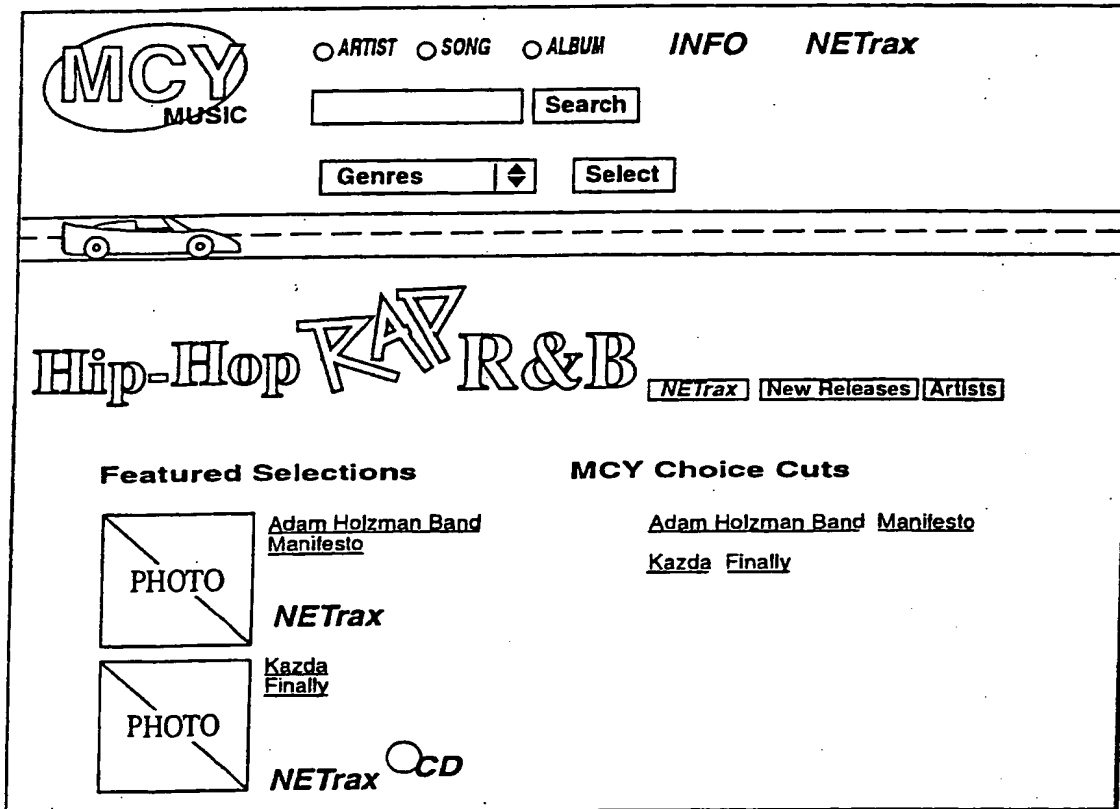 MCY
MUSIC
ARTIST SONG ALBUM INFO NETrax
Search
Genres Select
Hip-Hop RAP R&B NETrax New Releases Artists
Featured Selections MCY Choice Cuts
Adam Holzman Band
Manifesto
PHOTO
NETrax
Adam Holzman Band Manifesto
Kazda Finally
Kazda
Finally
PHOTO
NETrax CD